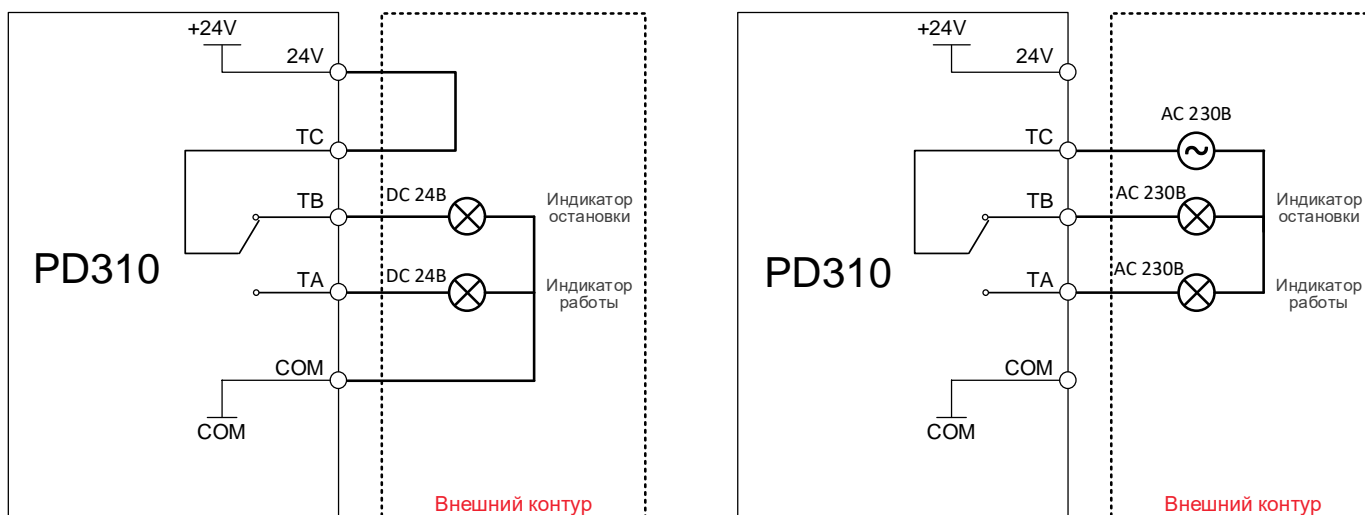 +24V
24V
TC
TB
DC 24В
Индикатор
остановки
PD310
TA
DC 24В
Индикатор
работы
COM
COM
Внешний контур
+24V
24V
AC 230В
TC
TB
AC 230В
Индикатор
остановки
PD310
TA
AC 230В
Индикатор
работы
COM
COM
Внешний контур